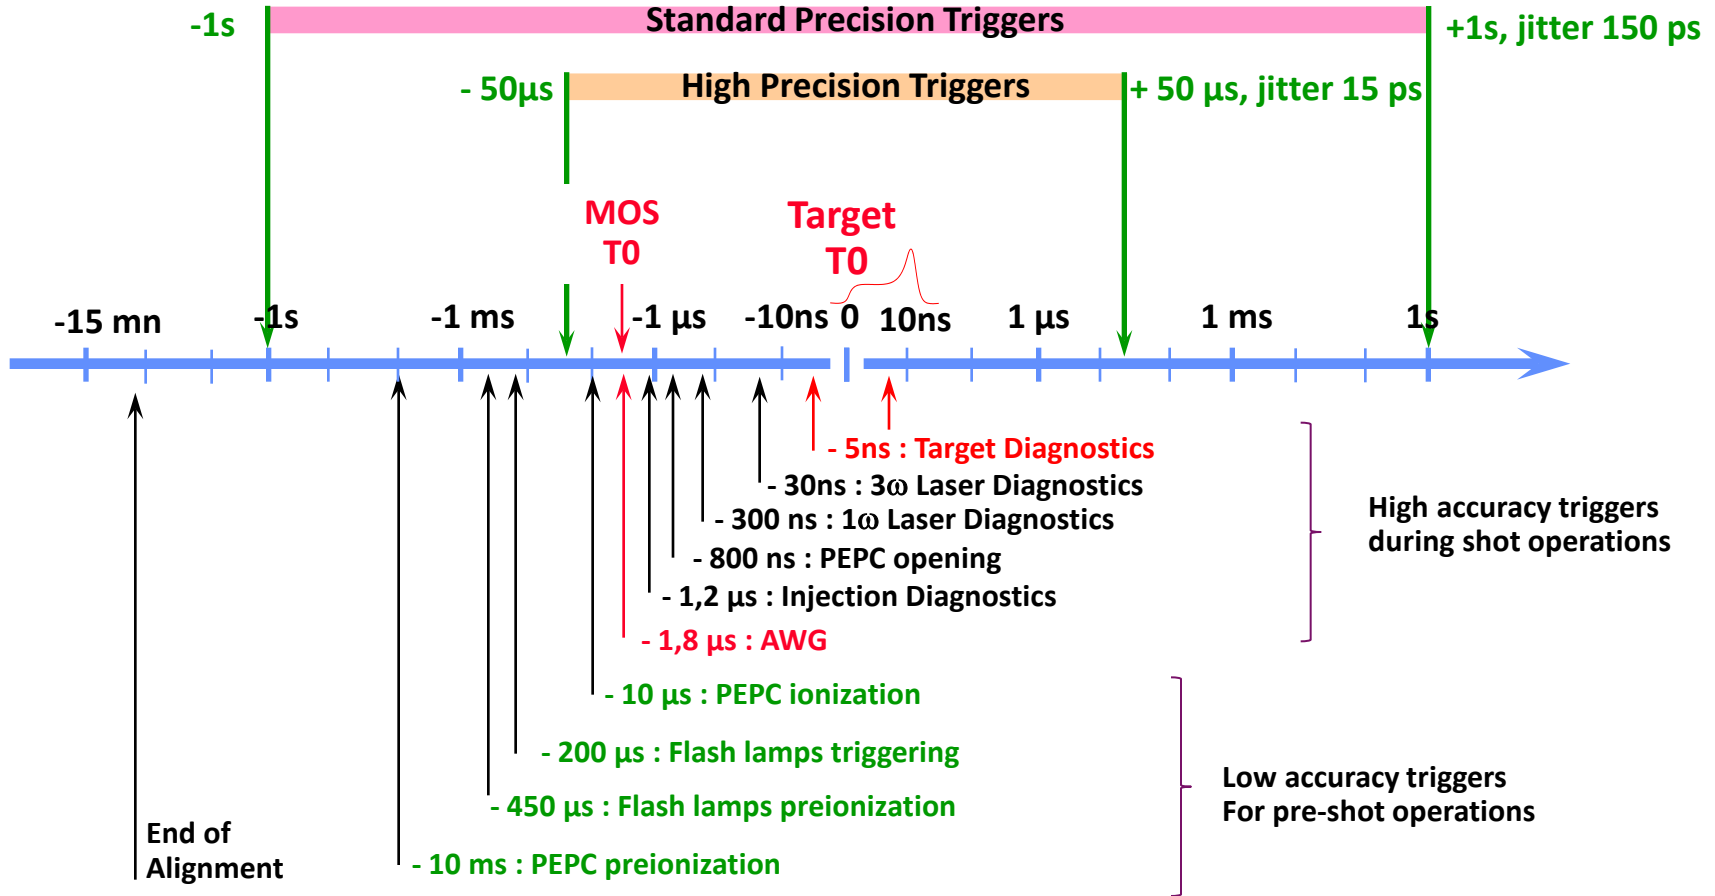 Standard Precision Triggers
-1s
+1s, jitter 150 ps
High Precision Triggers
- 50µs
+ 50 µs, jitter 15 ps
MOS
T0
Target
T0
-15 mn
-1s
-1 ms
-1 µs
-10ns
0
10ns
1 µs
1 ms
1s
- 5ns : Target Diagnostics
- 30ns : 3ω Laser Diagnostics
- 300 ns : 1ω Laser Diagnostics
- 800 ns : PEPC opening
- 1,2 µs : Injection Diagnostics
- 1,8 µs : AWG
High accuracy triggers
during shot operations
- 10 µs : PEPC ionization
- 200 µs : Flash lamps triggering
- 450 µs : Flash lamps preionization
- 10 ms : PEPC preionization
Low accuracy triggers
For pre-shot operations
End of
Alignment